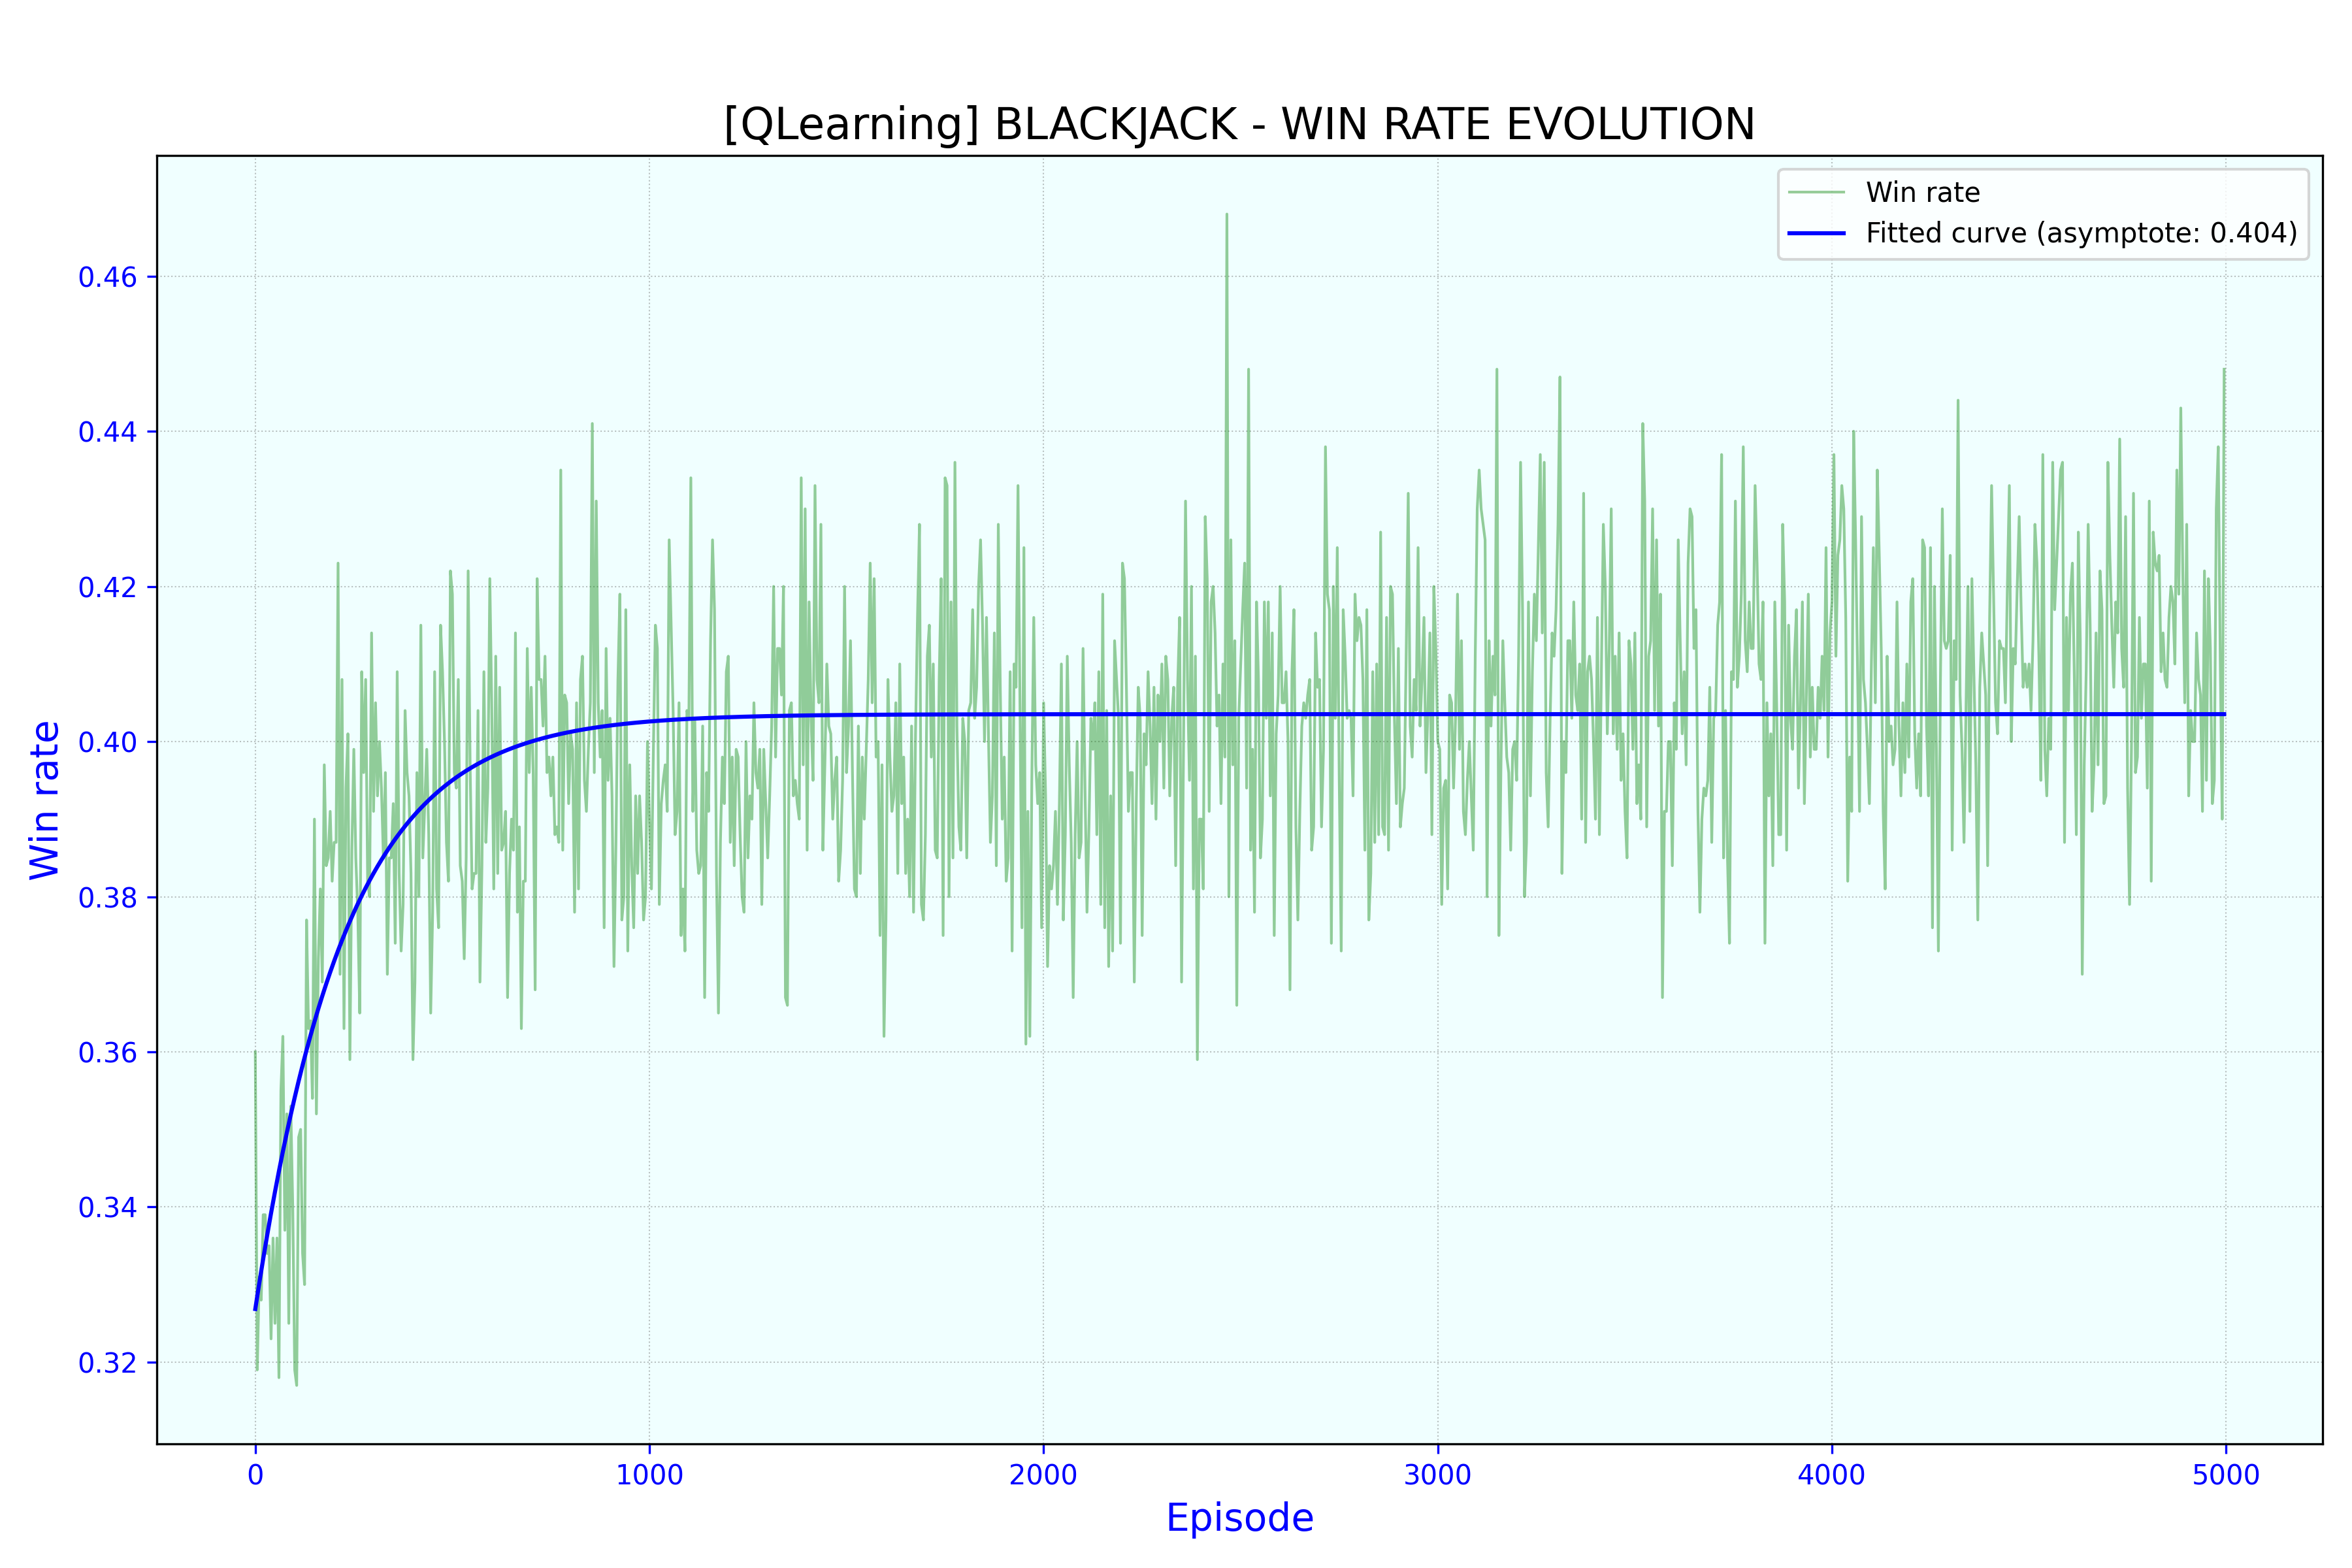 [QLearning] BLACKJACK - WIN RATE EVOLUTION
Win rate
Fitted curve (asymptote: 0.404)
0.46
0.44
0.42
0.40
0.38
0.36
0.34
0.32
Win rate
0 1000 2000 3000 4000 5000
Episode